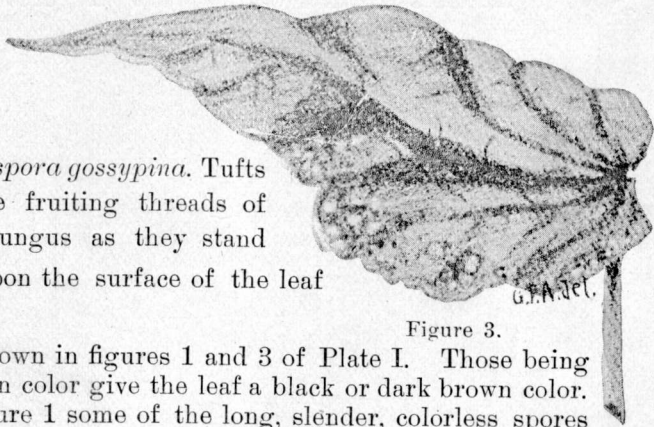 spora gossypina. Tufts
fruiting threads of
ungus as they stand
on the surface of the leaf
G.F.A. del.
Figure 3.
own in figures 1 and 3 of Plate I. Those being
n color give the leaf a black or dark brown color.
ure 1 some of the long, slender, colorless spores